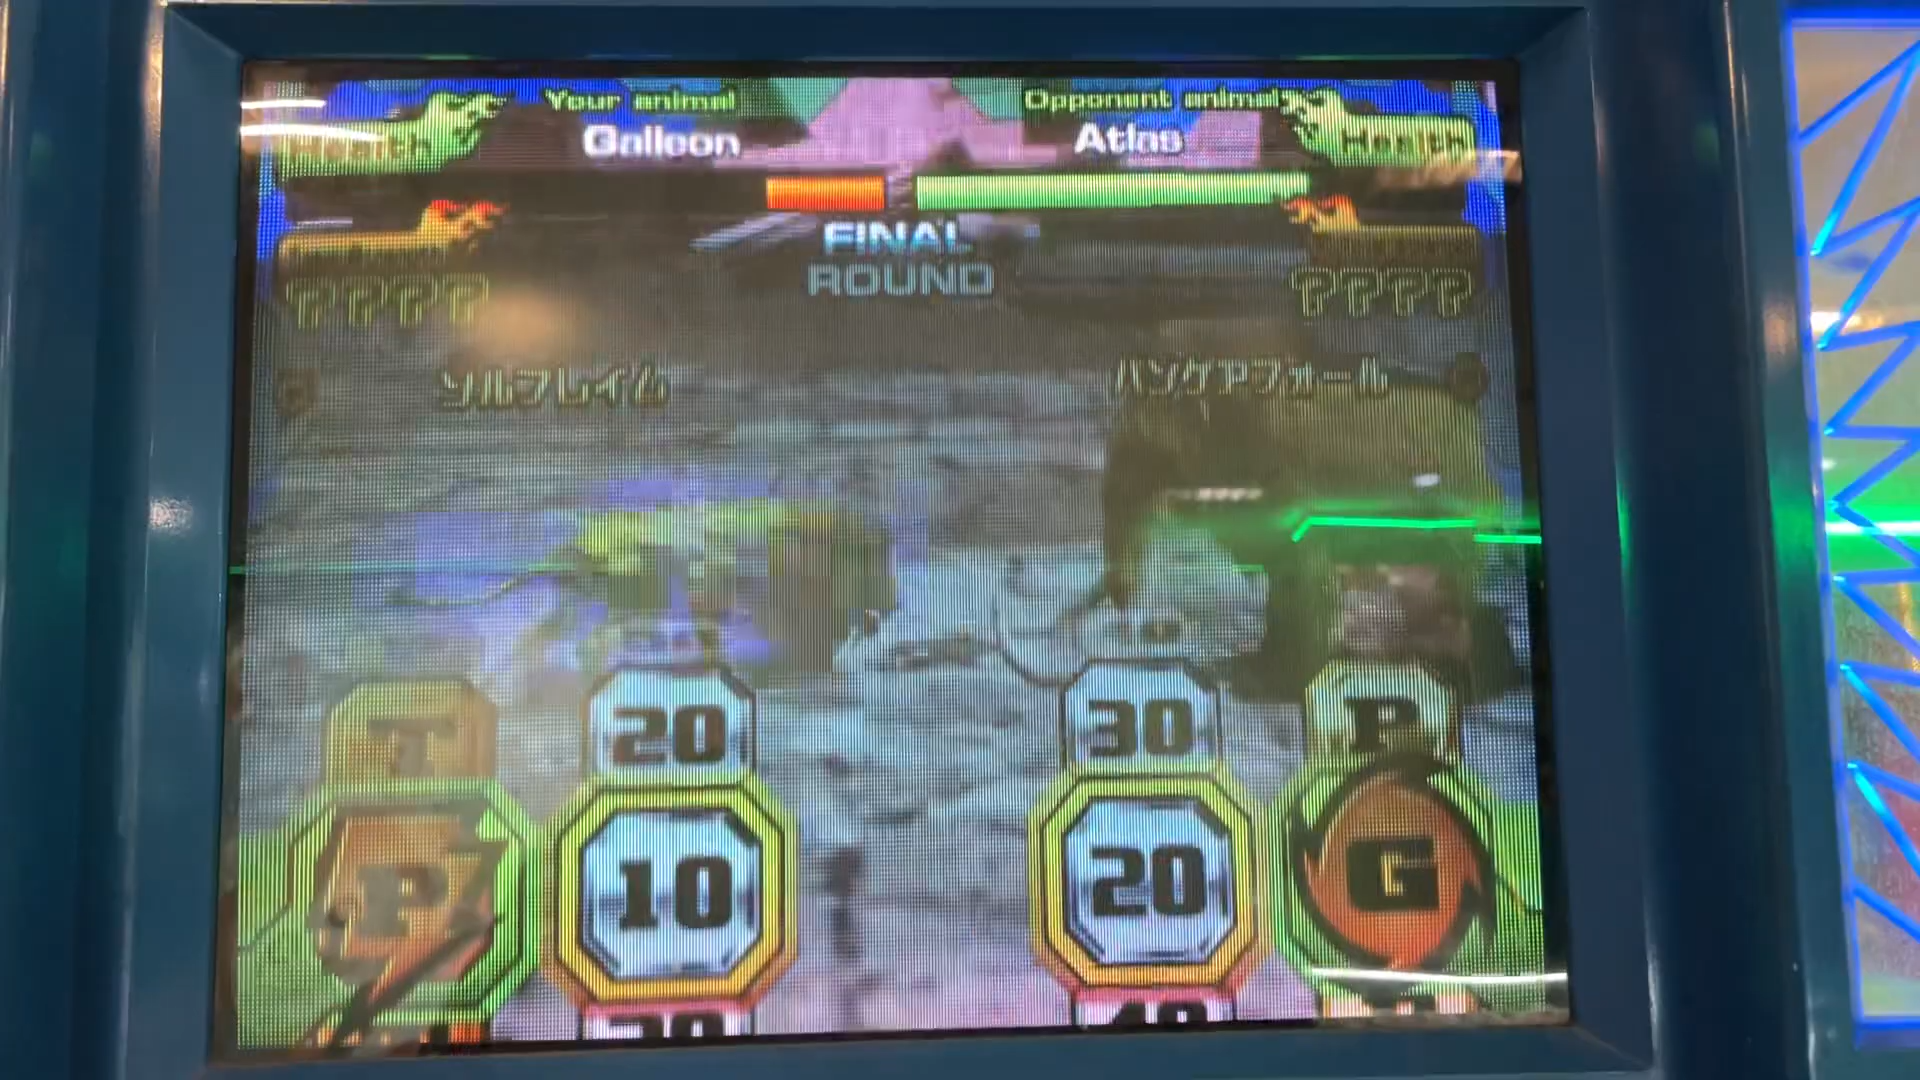 Your animal
Opponent animal
Health
Galleon
Atlas
Health
FINAL
ROUND
????
????
ソルフレイム
ハンゲアフォール
T
20
30
P
P
10
20
G